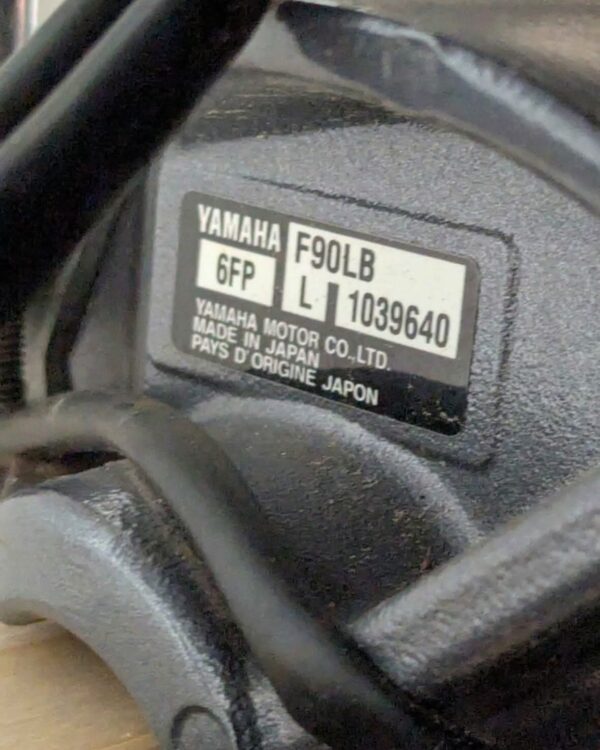 YAMAHA F90LB
6FP L 1039640
YAMAHA MOTOR CO.,LTD.
MADE IN JAPAN
PAYS D'ORIGINE JAPON